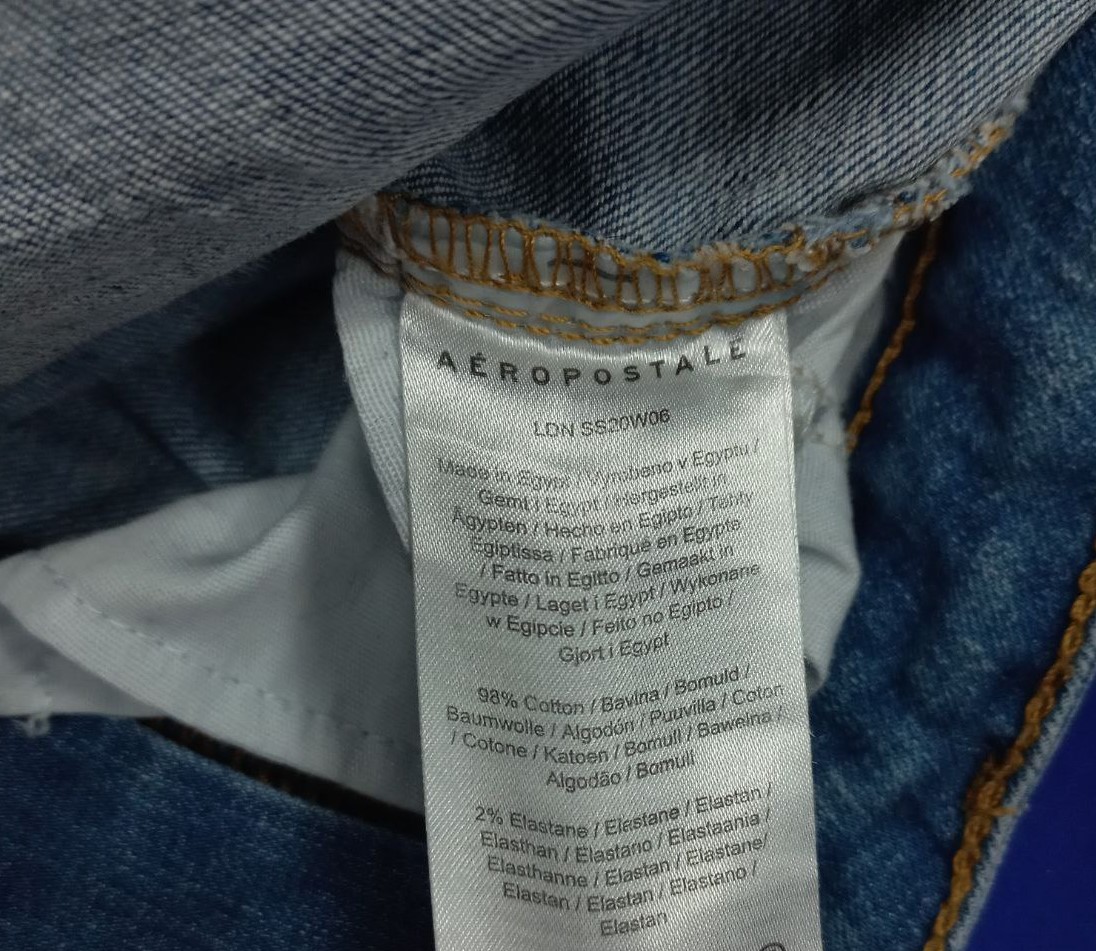 AÉROPOSTALE
LDN SS20W06
Made in Egypt / Vyrobeno v Egyptu /
Gemt i Egypt / Hergestellt in
Ägypten / Hecho en Egipto / Tehty
Egiptissa / Fabriqué en Egypte
/ Fatto in Egitto / Gemaakt in
Egypte / Laget i Egypt / Wykonane
w Egipcie / Feito no Egipto /
Gjort i Egypt
98% Cotton / Bavlna / Bomuld /
Baumwolle / Algodón / Puuvilla / Coton
/ Cotone / Katoen / Bomull / Bawełna /
Algodão / Bomull
2% Elastane / Elastane / Elastan /
Elasthan / Elastano / Elastaania /
Elasthanne / Elastan / Elastane/
Elastan / Elastan / Elastano /
Elastan